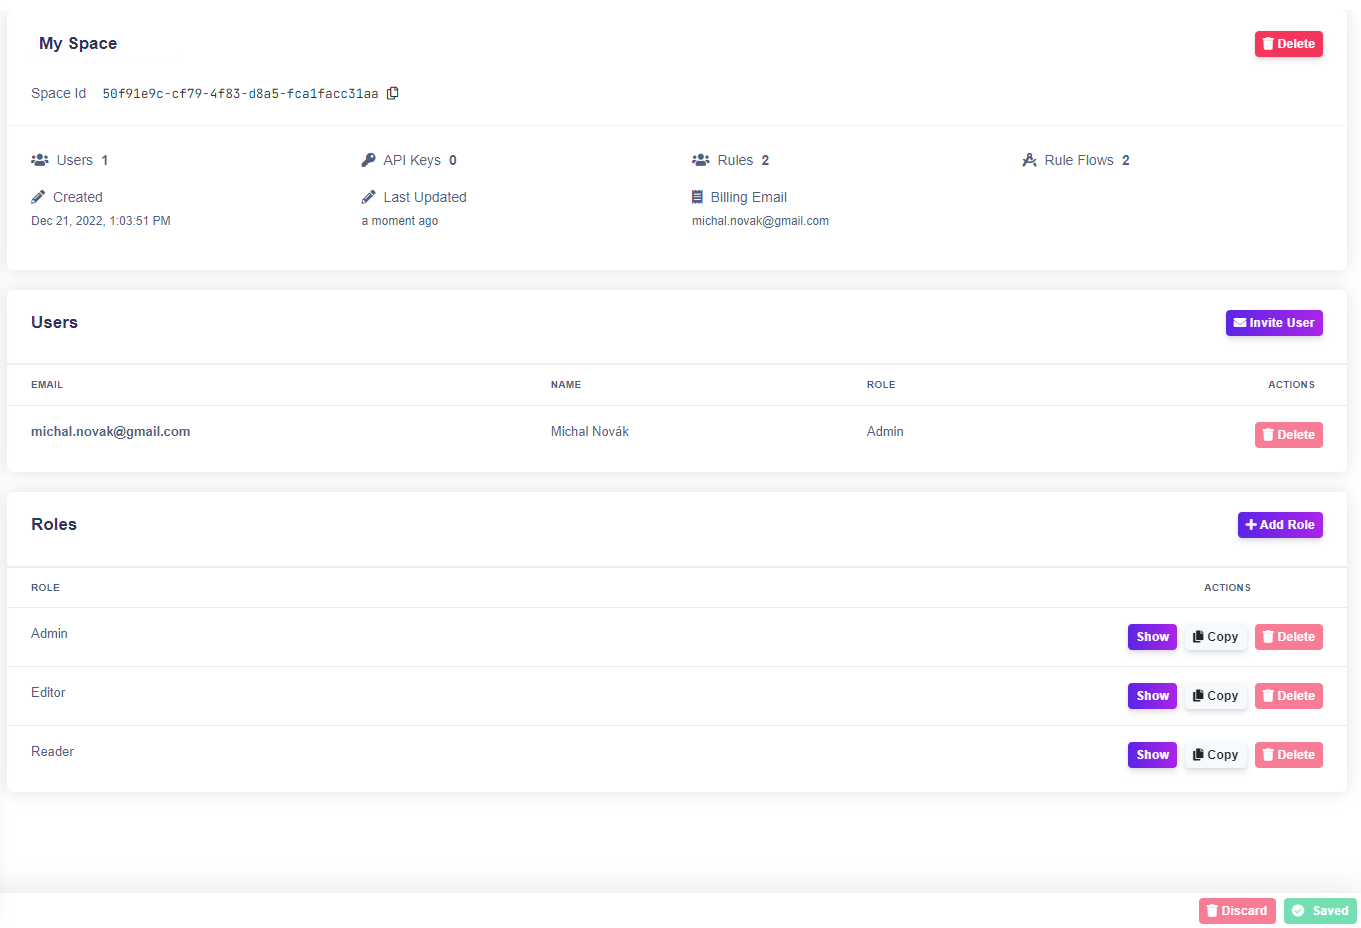 My Space
Delete
Space Id 50f91e9c-cf79-4f83-d8a5-fca1facc31aa
Users 1 API Keys 0 Rules 2 Rule Flows 2
Created Last Updated Billing Email
Dec 21, 2022, 1:03:51 PM a moment ago michal.novak@gmail.com
Users
Invite User
EMAIL NAME ROLE ACTIONS
michal.novak@gmail.com Michal Novák Admin Delete
Roles
Add Role
ROLE ACTIONS
Admin Show Copy Delete
Editor Show Copy Delete
Reader Show Copy Delete
Discard Saved